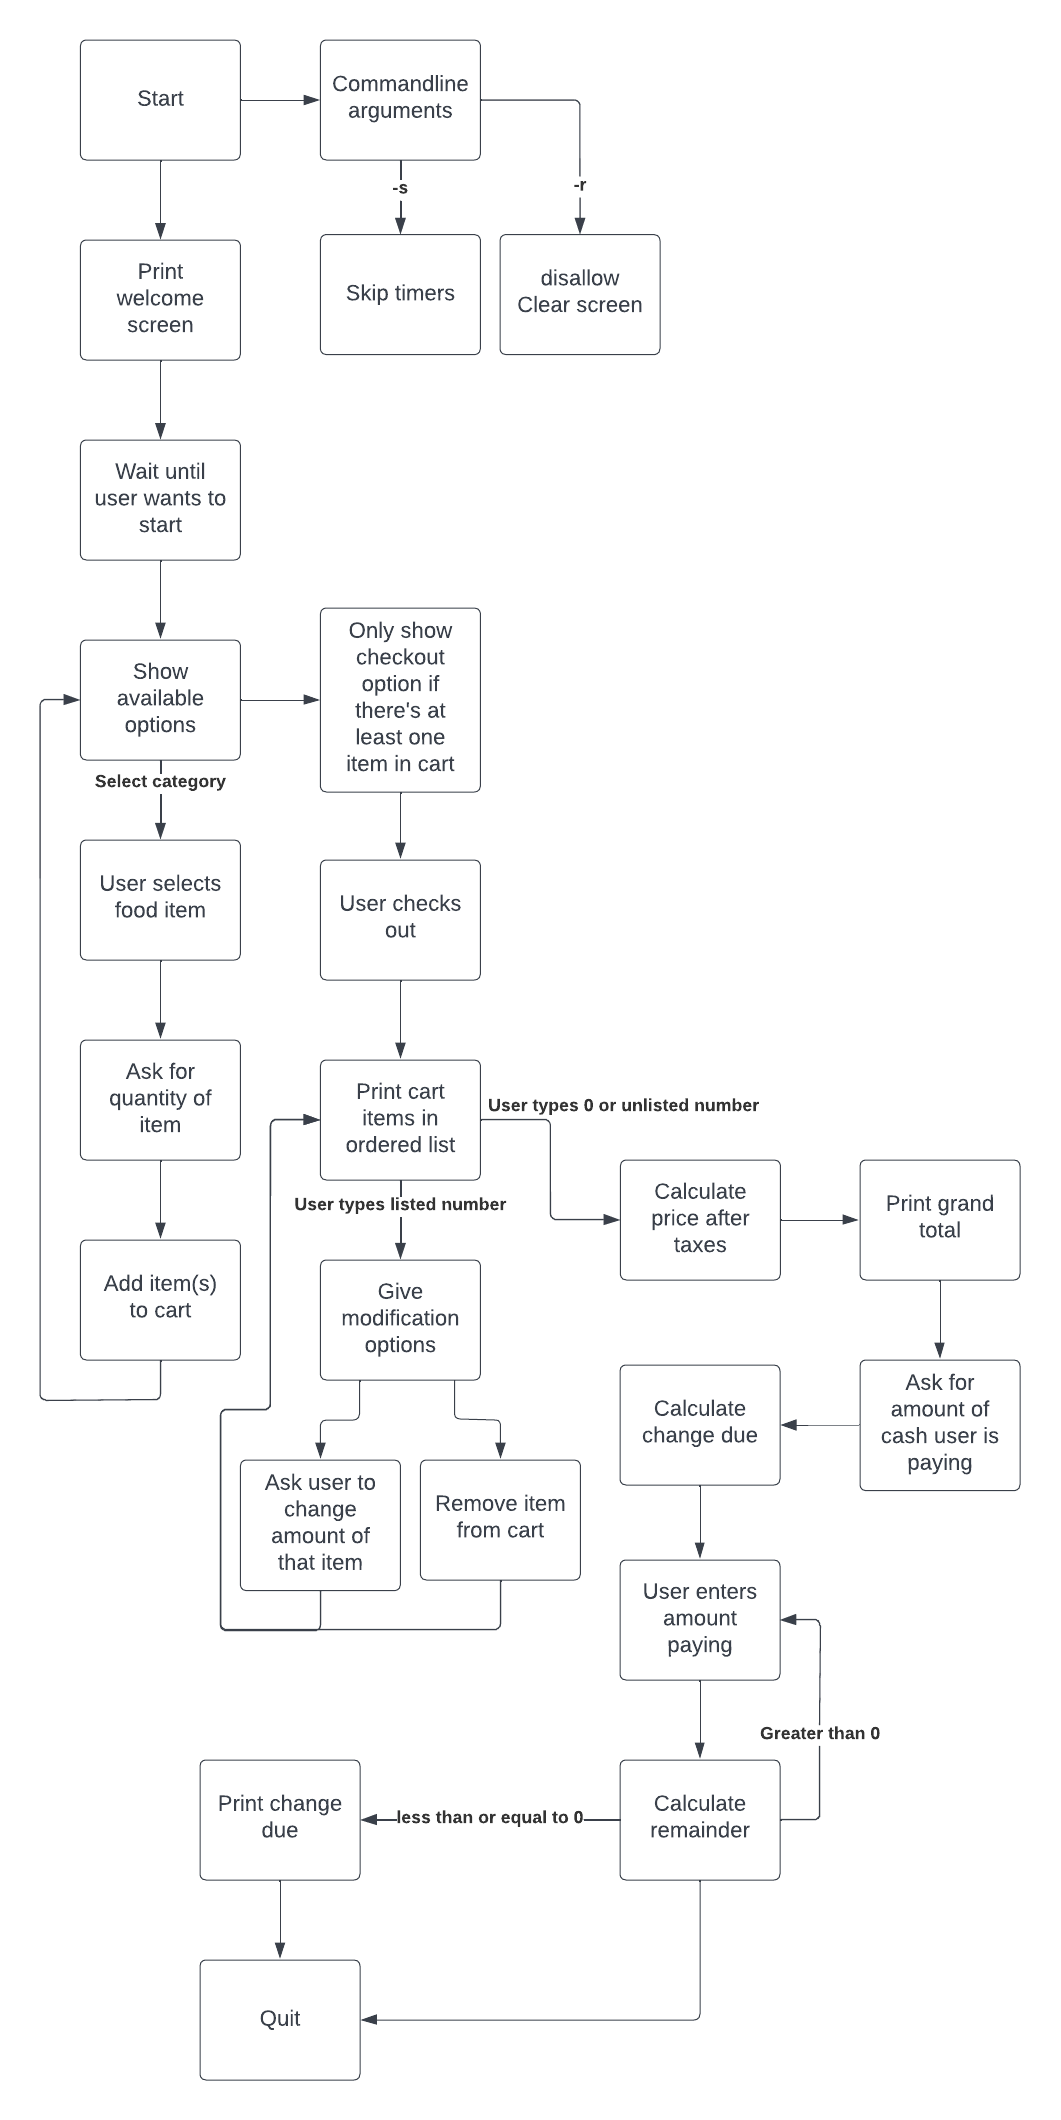 Start
Commandline
arguments
-s
-r
Print
welcome
screen
Skip timers
disallow
Clear screen
Wait until
user wants to
start
Show
available
options
Only show
checkout
option if
there's at
least one
item in cart
Select category
User selects
food item
User checks
out
Ask for
quantity of
item
Print cart
items in
ordered list
User types 0 or unlisted number
User types listed number
Calculate
price after
taxes
Print grand
total
Add item(s)
to cart
Give
modification
options
Calculate
change due
Ask for
amount of
cash user is
paying
Ask user to
change
amount of
that item
Remove item
from cart
User enters
amount
paying
Greater than 0
Print change
due
less than or equal to 0
Calculate
remainder
Quit